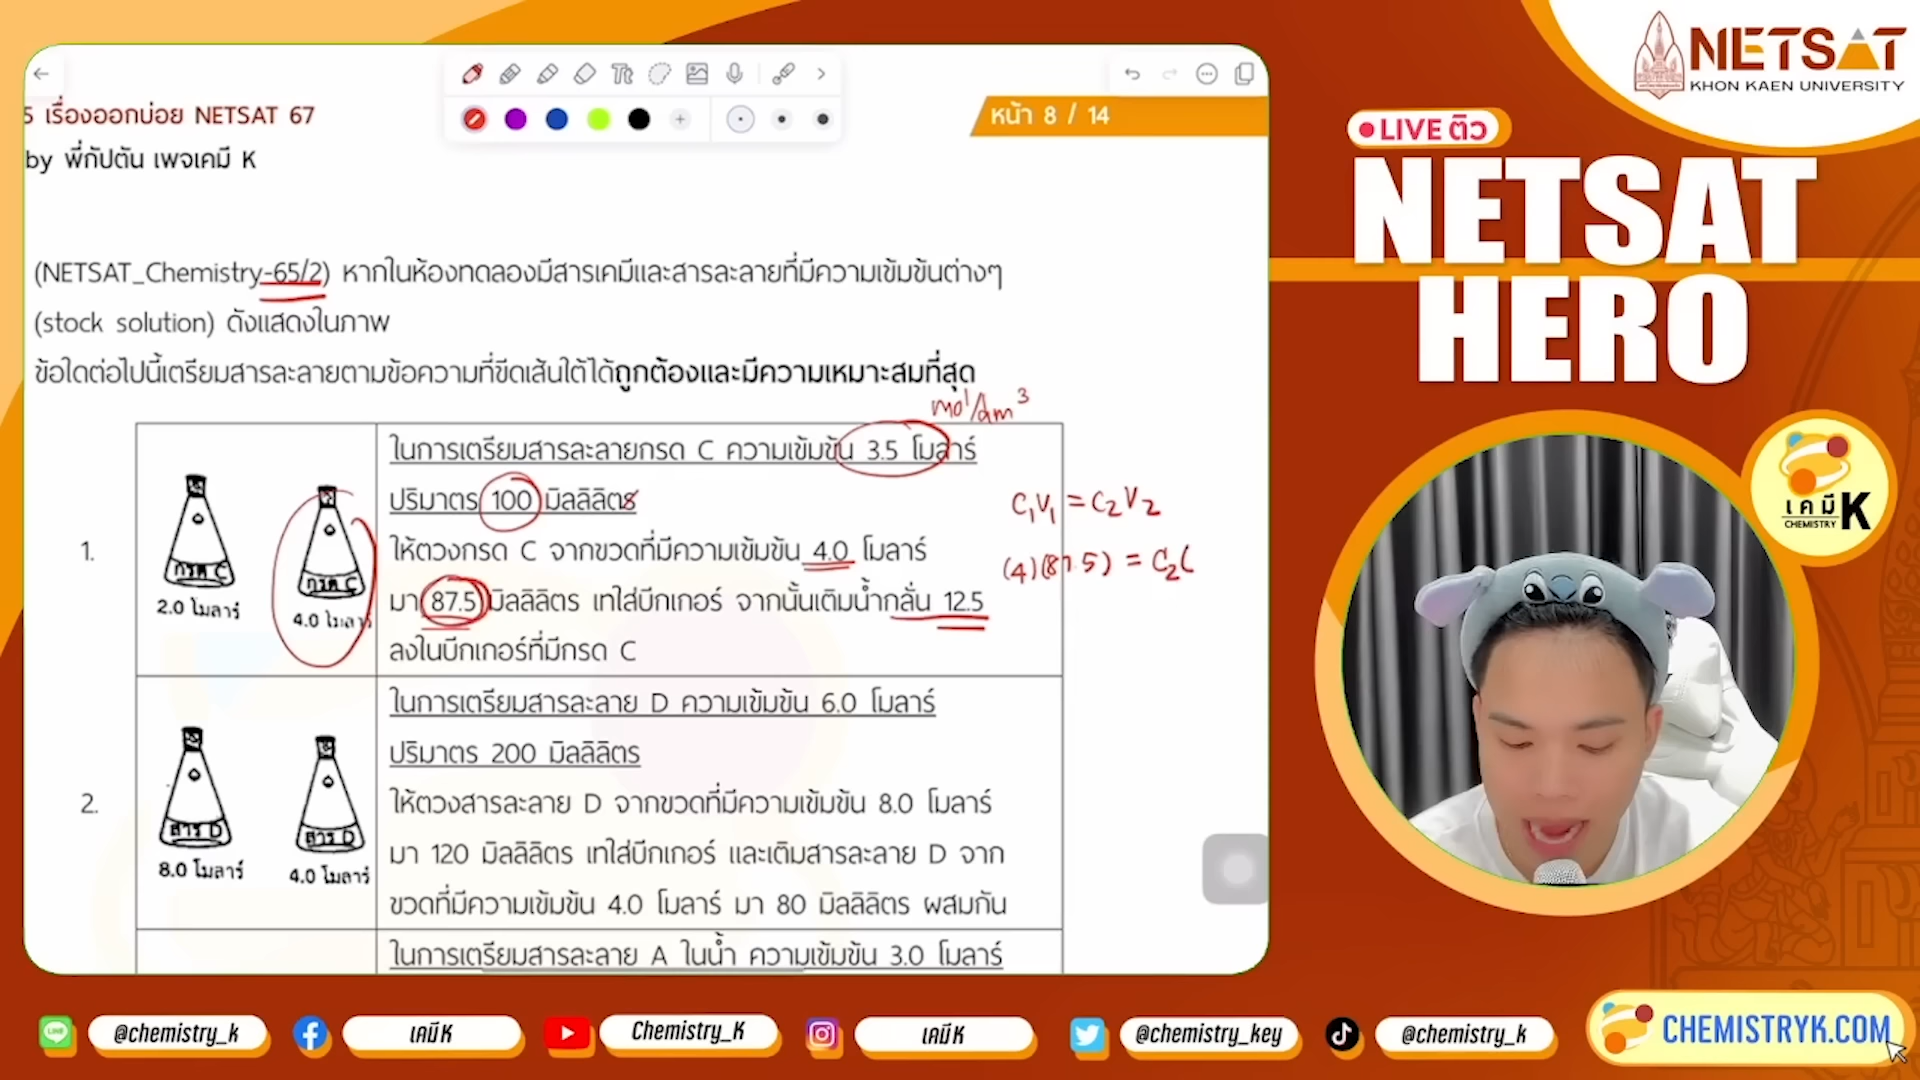 5 เรื่องออกบ่อย NETSAT 67
by พี่กัปตัน เพจเคมี K
หน้า 8 / 14
(NETSAT_Chemistry-65/2) หากในห้องทดลองมีสารเคมีและสารละลายที่มีความเข้มข้นต่างๆ
(stock solution) ดังแสดงในภาพ
ข้อใดต่อไปนี้เตรียมสารละลายตามข้อความที่ขีดเส้นใต้ได้ถูกต้องและมีความเหมาะสมที่สุด
mol/dm³
1.
กรด C
2.0 โมลาร์
กรด C
4.0 โมลาร์
ในการเตรียมสารละลายกรด C ความเข้มข้น 3.5 โมลาร์
ปริมาตร 100 มิลลิลิตร
ให้ตวงกรด C จากขวดที่มีความเข้มข้น 4.0 โมลาร์
มา 87.5 มิลลิลิตร เทใส่บีกเกอร์ จากนั้นเติมน้ำกลั่น 12.5
ลงในบีกเกอร์ที่มีกรด C
C₁V₁ = C₂V₂
(4)(87.5) = C₂(
2.
สาร D
8.0 โมลาร์
สาร D
4.0 โมลาร์
ในการเตรียมสารละลาย D ความเข้มข้น 6.0 โมลาร์
ปริมาตร 200 มิลลิลิตร
ให้ตวงสารละลาย D จากขวดที่มีความเข้มข้น 8.0 โมลาร์
มา 120 มิลลิลิตร เทใส่บีกเกอร์ และเติมสารละลาย D จาก
ขวดที่มีความเข้มข้น 4.0 โมลาร์ มา 80 มิลลิลิตร ผสมกัน
ในการเตรียมสารละลาย A ในน้ำ ความเข้มข้น 3.0 โมลาร์
NETSAT
KHON KAEN UNIVERSITY
LIVE ติว
NETSAT
HERO
เคมี K
CHEMISTRY
LINE
@chemistry_k
เคมี K
Chemistry_K
เคมี K
@chemistry_key
@chemistry_k
CHEMISTRYK.COM